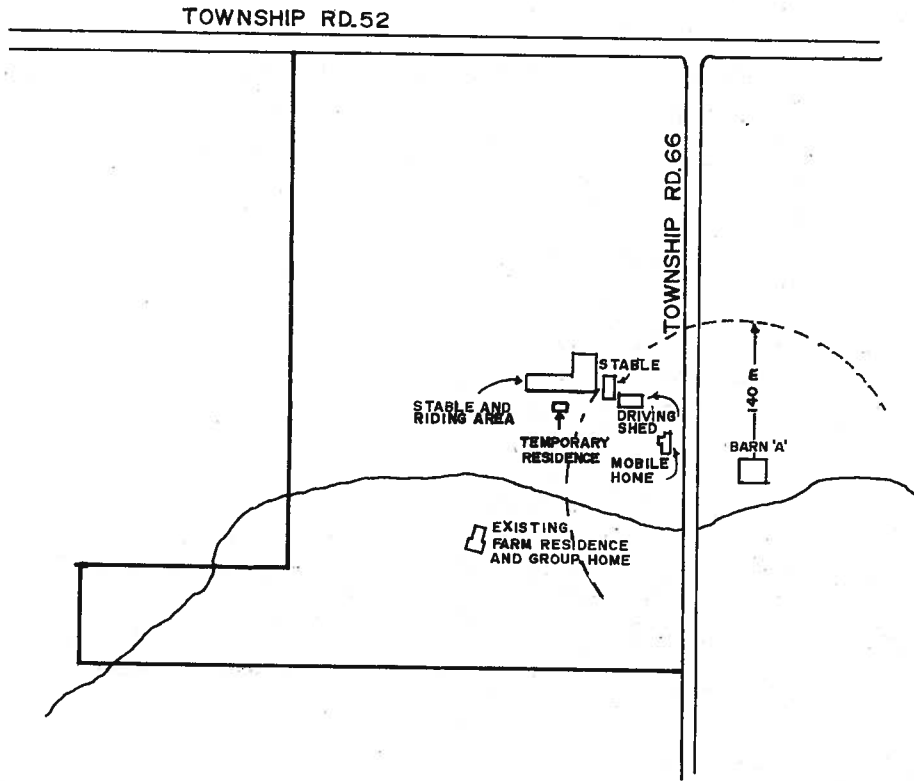 TOWNSHIP RD.52
TOWNSHIP RD.66
STABLE
STABLE AND
RIDING AREA
DRIVING
SHED
TEMPORARY
RESIDENCE
MOBILE
HOME
BARN 'A'
140 E
EXISTING
FARM RESIDENCE
AND GROUP HOME